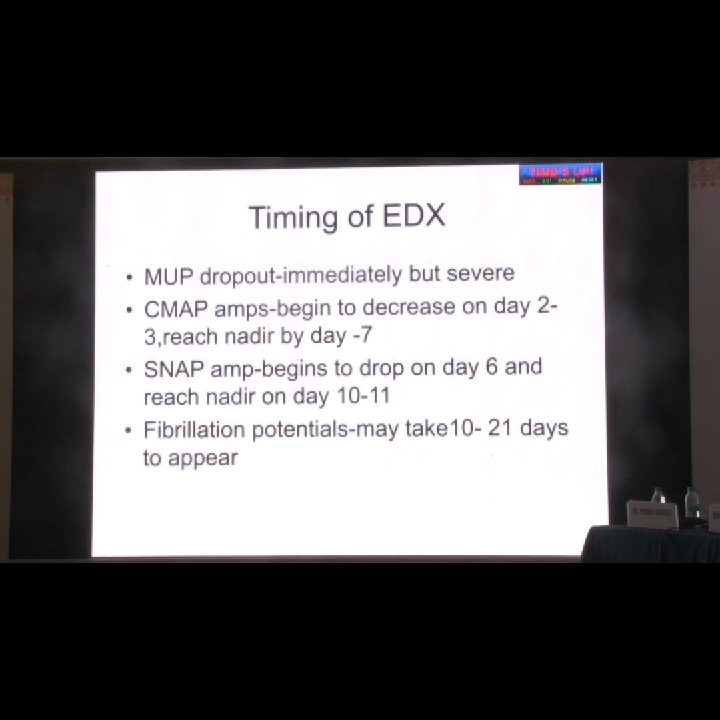 Timing of EDX
• MUP dropout-immediately but severe
• CMAP amps-begin to decrease on day 2-
3,reach nadir by day -7
• SNAP amp-begins to drop on day 6 and
reach nadir on day 10-11
• Fibrillation potentials-may take10- 21 days
to appear